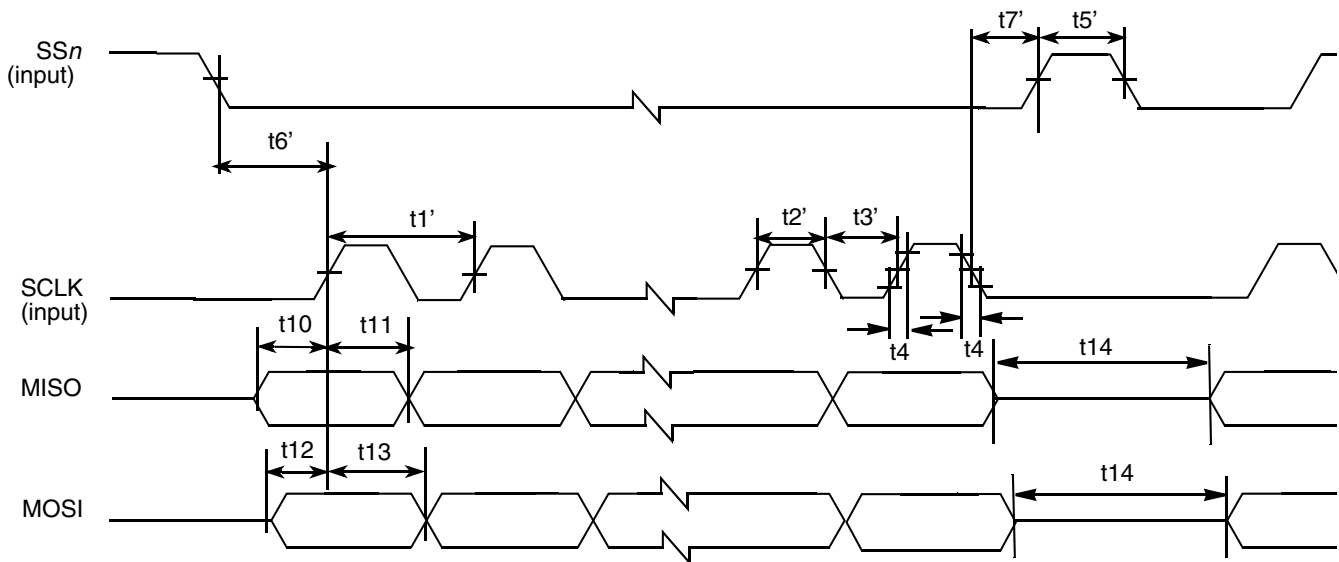 SSn
(input)
t7’
t5’
t6’
t1’
t2’
t3’
SCLK
(input)
t10
t11
t4
t4
t14
MISO
t12
t13
t14
MOSI